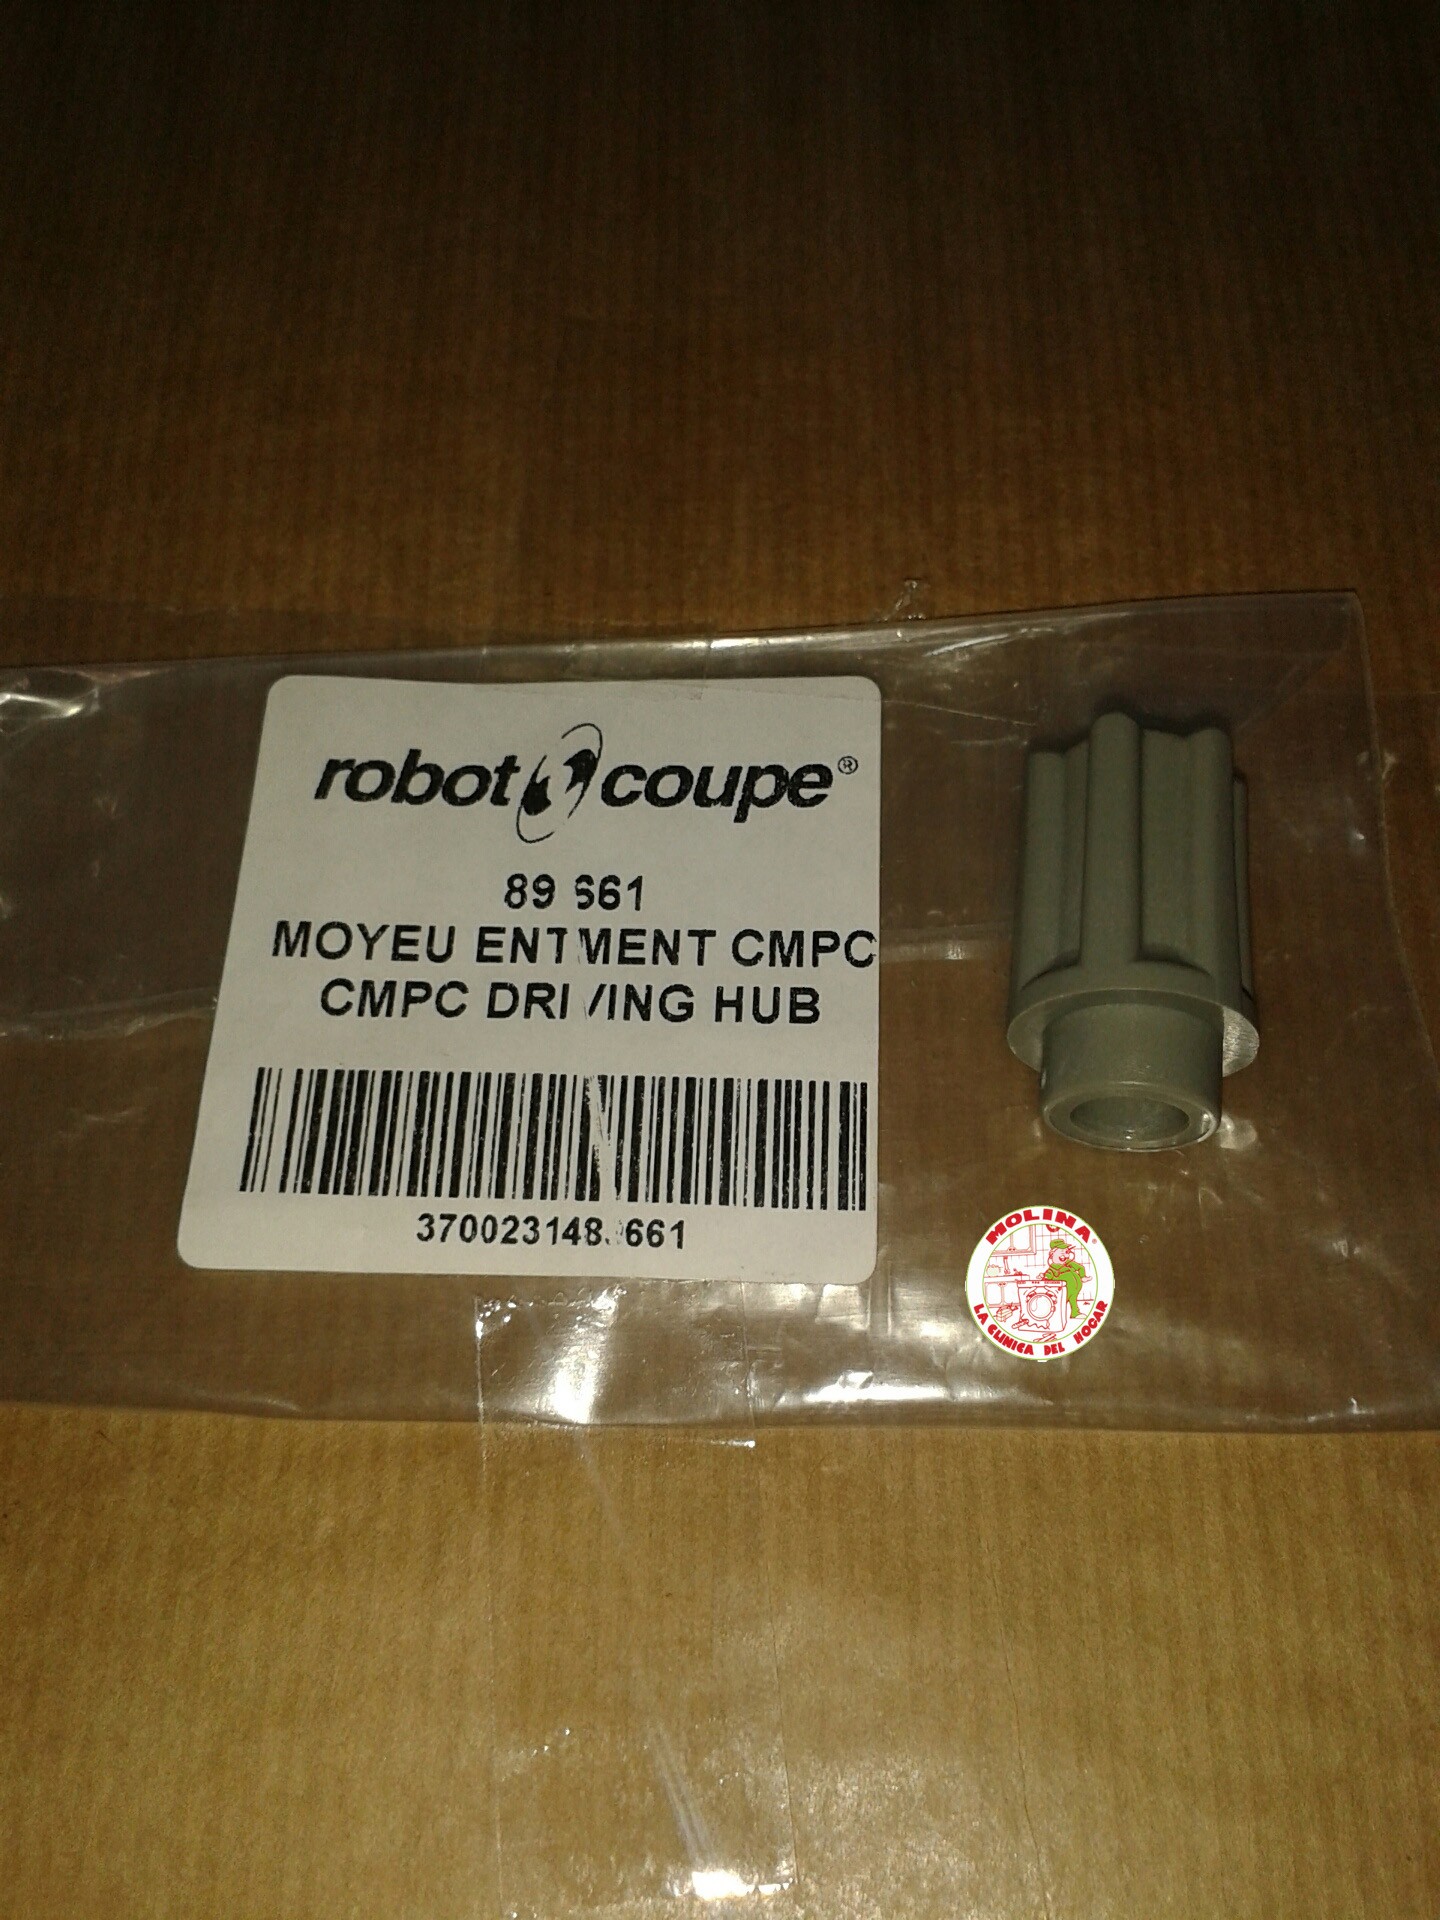 robot coupe®
89 661
MOYEU ENTMENT CMPC
CMPC DRIVING HUB
MOLINA®
LA CLINICA DEL HOGAR